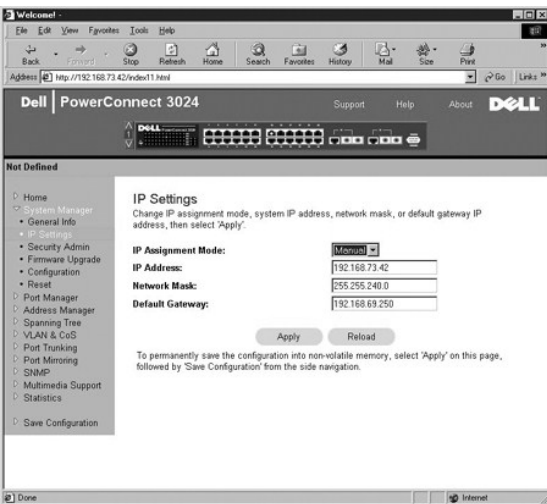 Welcome! -
File Edit View Favorites Tools Help
Back Forward Stop Refresh Home Search Favorites History Mail Size Print
Address http://192.168.73.42/index11.html Go Links »
Dell PowerConnect 3024 Support Help About DELL
DELL
1
Not Defined
Home
System Manager
General Info
IP Settings
Security Admin
Firmware Upgrade
Configuration
Reset
Port Manager
Address Manager
Spanning Tree
VLAN & CoS
Port Trunking
Port Mirroring
SNMP
Multimedia Support
Statistics
Save Configuration
IP Settings
Change IP assignment mode, system IP address, network mask, or default gateway IP
address, then select 'Apply'.
IP Assignment Mode: Manual
IP Address: 192.168.73.42
Network Mask: 255.255.240.0
Default Gateway: 192.168.69.250
Apply Reload
To permanently save the configuration into non-volatile memory, select 'Apply' on this page,
followed by 'Save Configuration' from the side navigation.
Done Internet